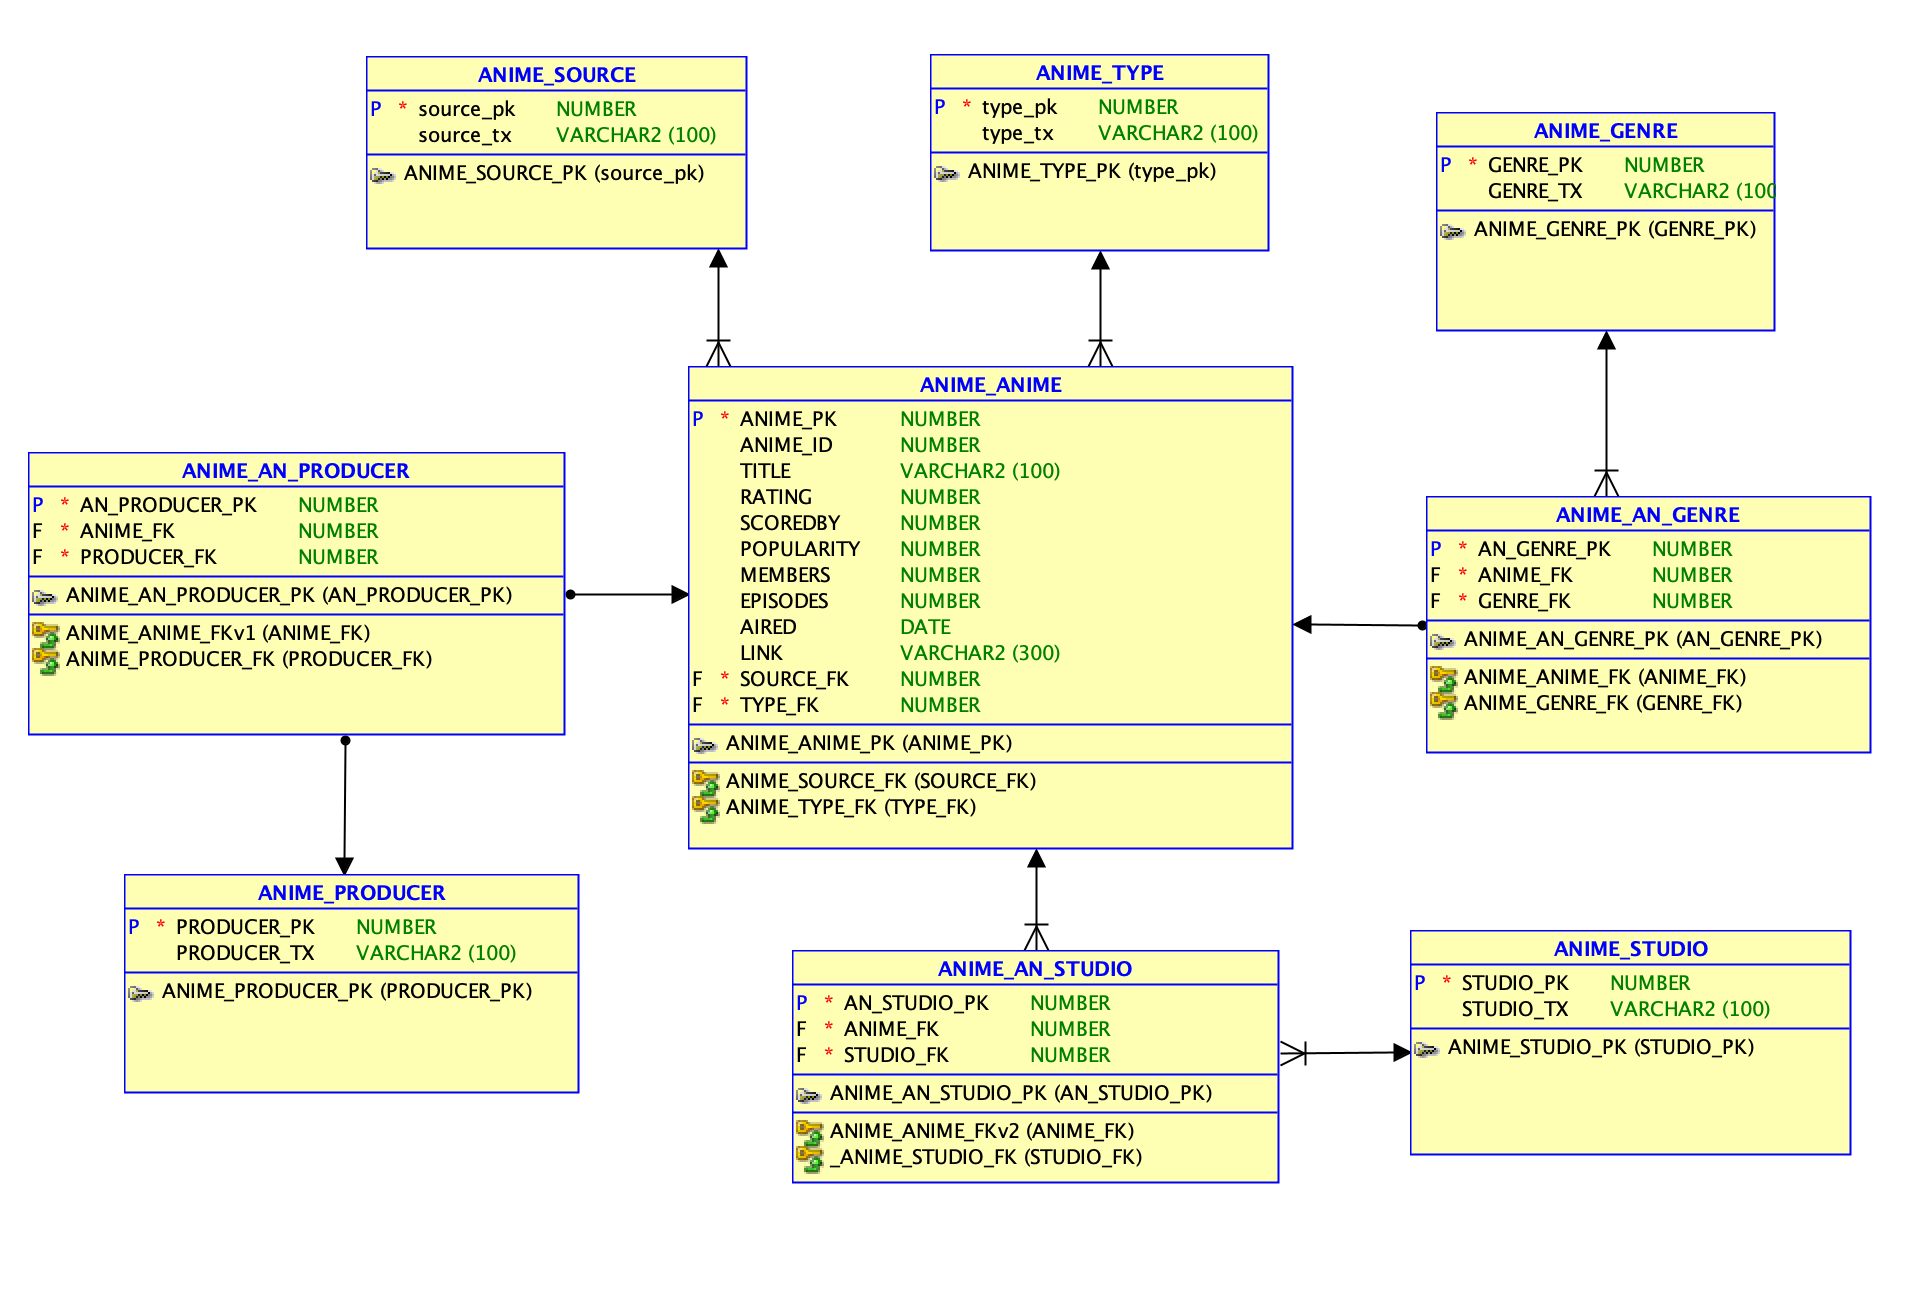 ANIME_SOURCE
P * source_pk NUMBER
source_tx VARCHAR2 (100)
ANIME_SOURCE_PK (source_pk)
ANIME_TYPE
P * type_pk NUMBER
type_tx VARCHAR2 (100)
ANIME_TYPE_PK (type_pk)
ANIME_GENRE
P * GENRE_PK NUMBER
GENRE_TX VARCHAR2 (100
ANIME_GENRE_PK (GENRE_PK)
ANIME_ANIME
P * ANIME_PK NUMBER
ANIME_ID NUMBER
TITLE VARCHAR2 (100)
RATING NUMBER
SCOREDBY NUMBER
POPULARITY NUMBER
MEMBERS NUMBER
EPISODES NUMBER
AIRED DATE
LINK VARCHAR2 (300)
F * SOURCE_FK NUMBER
F * TYPE_FK NUMBER
ANIME_ANIME_PK (ANIME_PK)
ANIME_SOURCE_FK (SOURCE_FK)
ANIME_TYPE_FK (TYPE_FK)
ANIME_AN_PRODUCER
P * AN_PRODUCER_PK NUMBER
F * ANIME_FK NUMBER
F * PRODUCER_FK NUMBER
ANIME_AN_PRODUCER_PK (AN_PRODUCER_PK)
ANIME_ANIME_FKv1 (ANIME_FK)
ANIME_PRODUCER_FK (PRODUCER_FK)
ANIME_AN_GENRE
P * AN_GENRE_PK NUMBER
F * ANIME_FK NUMBER
F * GENRE_FK NUMBER
ANIME_AN_GENRE_PK (AN_GENRE_PK)
ANIME_ANIME_FK (ANIME_FK)
ANIME_GENRE_FK (GENRE_FK)
ANIME_PRODUCER
P * PRODUCER_PK NUMBER
PRODUCER_TX VARCHAR2 (100)
ANIME_PRODUCER_PK (PRODUCER_PK)
ANIME_AN_STUDIO
P * AN_STUDIO_PK NUMBER
F * ANIME_FK NUMBER
F * STUDIO_FK NUMBER
ANIME_AN_STUDIO_PK (AN_STUDIO_PK)
ANIME_ANIME_FKv2 (ANIME_FK)
_ANIME_STUDIO_FK (STUDIO_FK)
ANIME_STUDIO
P * STUDIO_PK NUMBER
STUDIO_TX VARCHAR2 (100)
ANIME_STUDIO_PK (STUDIO_PK)